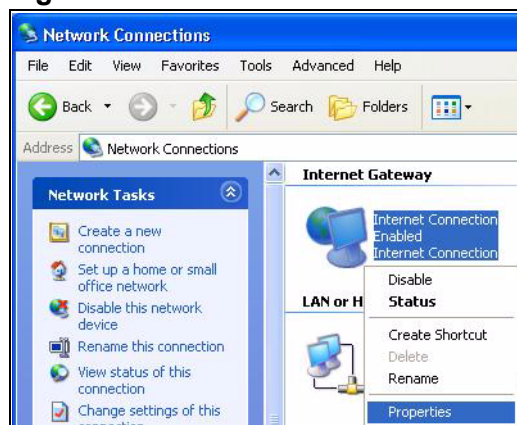 Network Connections
File Edit View Favorites Tools Advanced Help
Back Search Folders
Address Network Connections
Network Tasks
Create a new
connection
Set up a home or small
office network
Disable this network
device
Rename this connection
View status of this
connection
Change settings of this
Internet Gateway
Internet Connection
Enabled
Internet Connection
LAN or H
Disable
Status
Create Shortcut
Delete
Rename
Properties